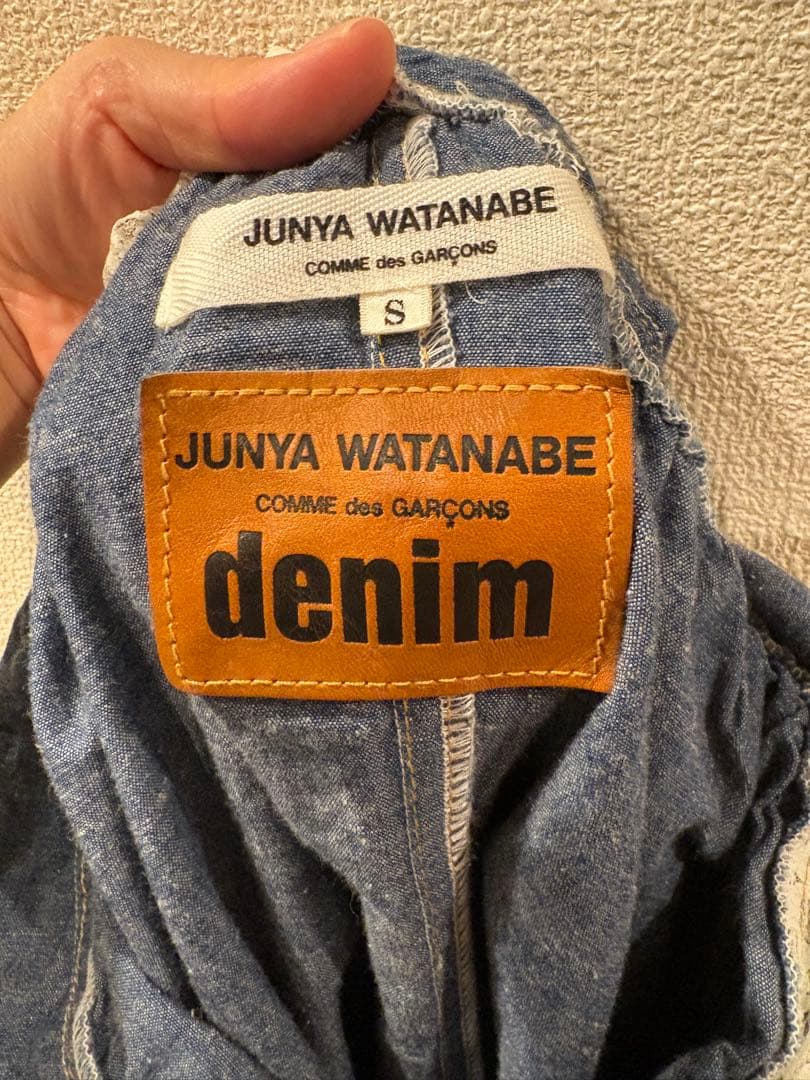 JUNYA WATANABE
COMME des GARÇONS
S
JUNYA WATANABE
COMME des GARÇONS
denim